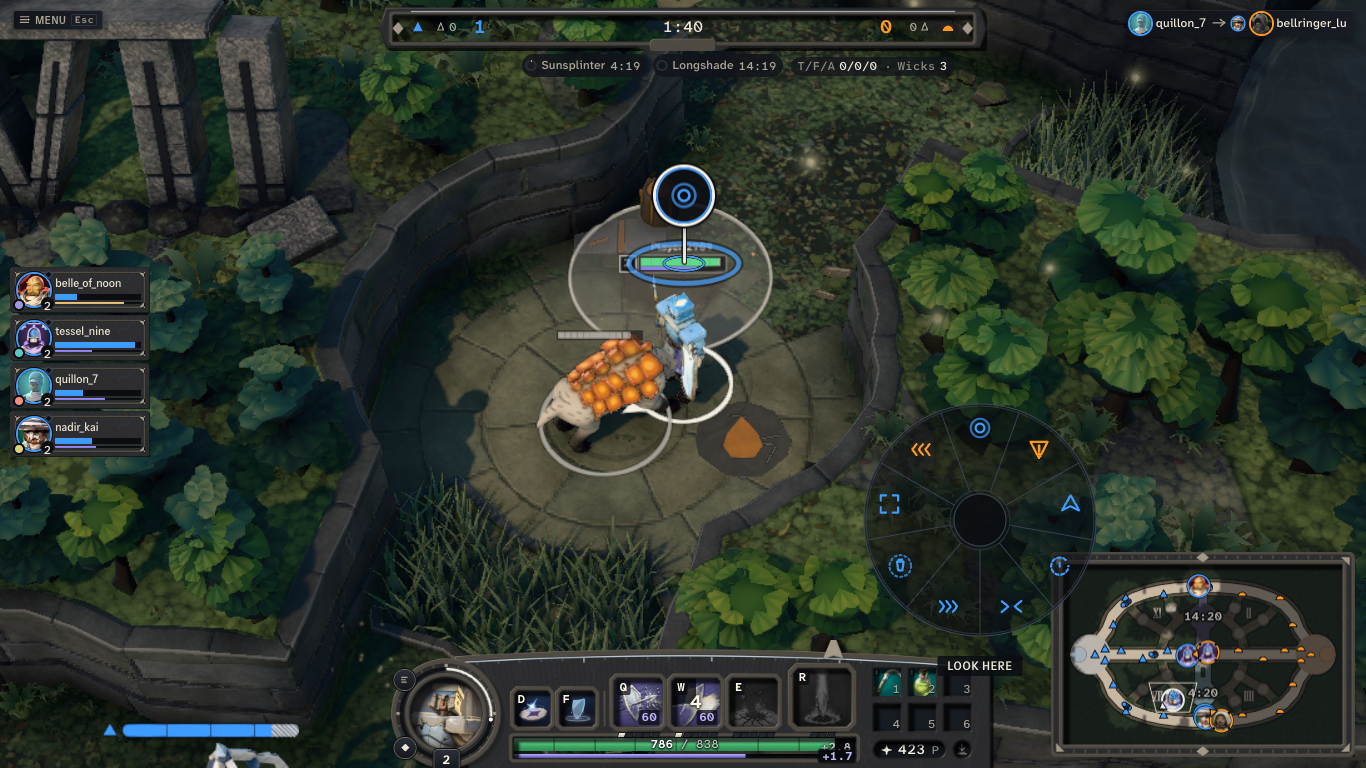 MENU Esc
Δ 0 1 1:40 0 0 Δ
quillon_7 → bellringer_lu
Sunsplinter 4:19 Longshade 14:19 T/F/A 0/0/0 · Wicks 3
belle_of_noon
2
tessel_nine
2
quillon_7
2
nadir_kai
2
14:20
4:20
LOOK HERE
D F Q 60 W 4 60 E R
1 2 3
4 5 6
786 / 838
+1.7
2
423 P